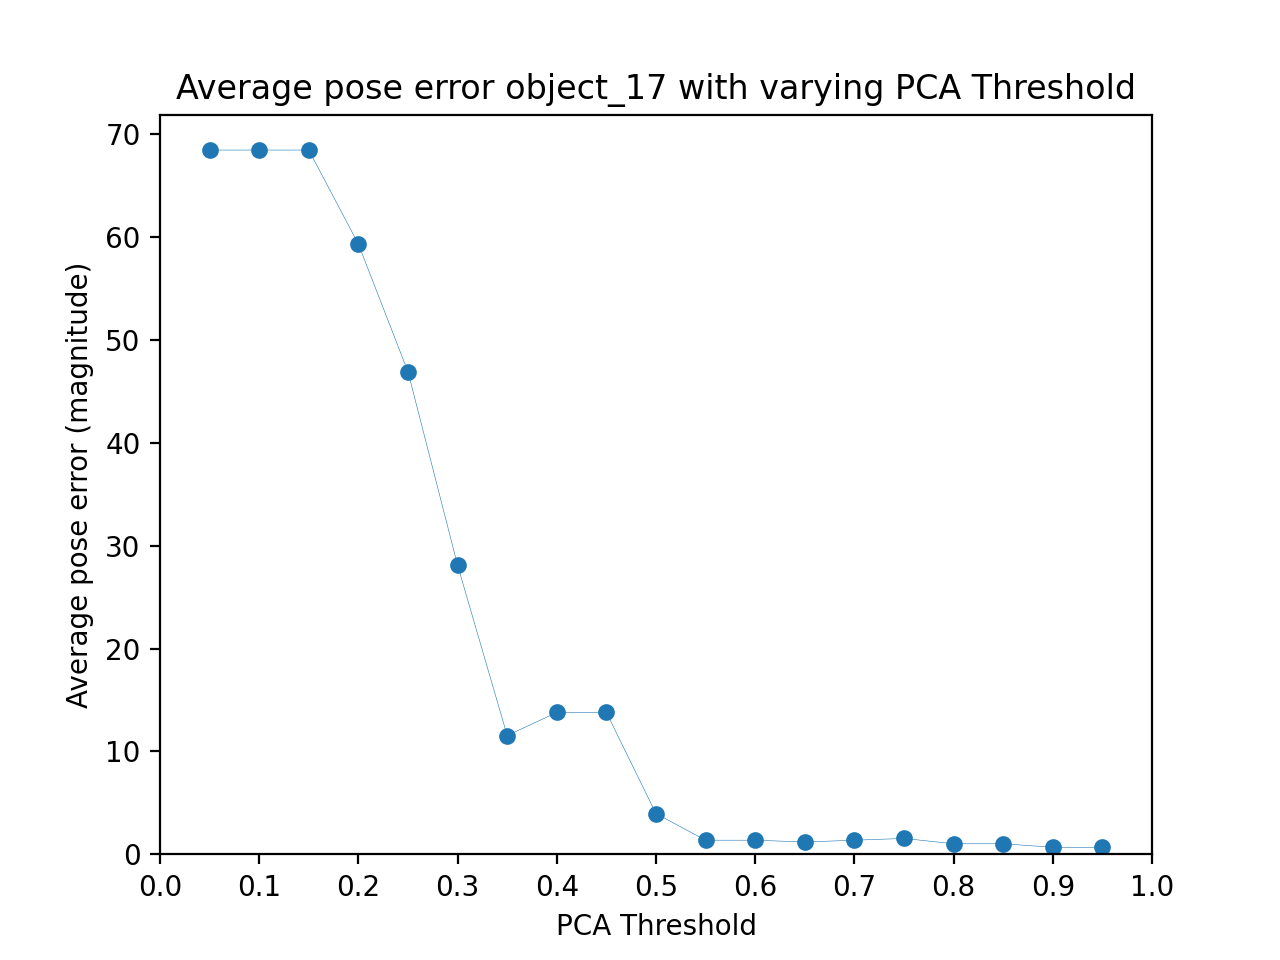 Average pose error object_17 with varying PCA Threshold
70
60
50
40
30
20
10
0
Average pose error (magnitude)
0.0 0.1 0.2 0.3 0.4 0.5 0.6 0.7 0.8 0.9 1.0
PCA Threshold